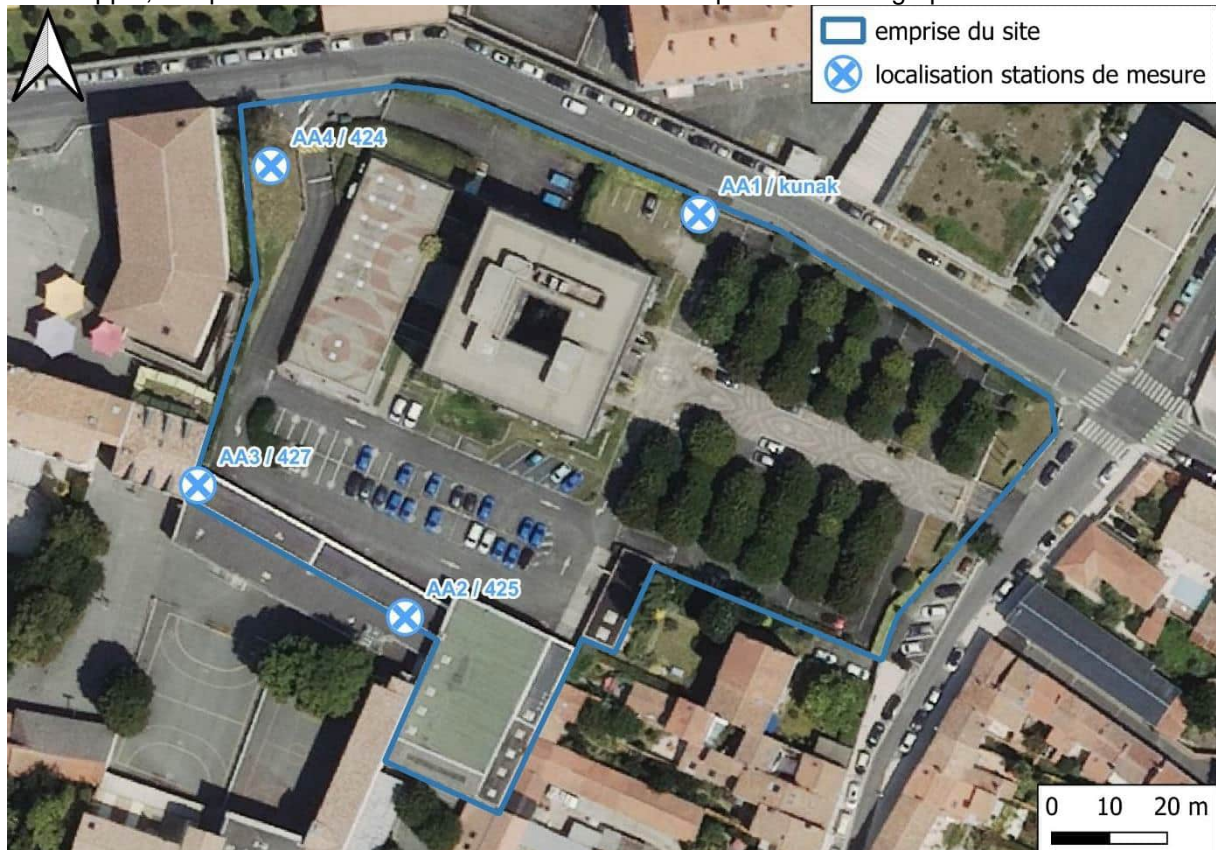 emprise du site
localisation stations de mesure
AA4 / 424
AA1 / kunak
AA3 / 427
AA2 / 425
0 10 20 m